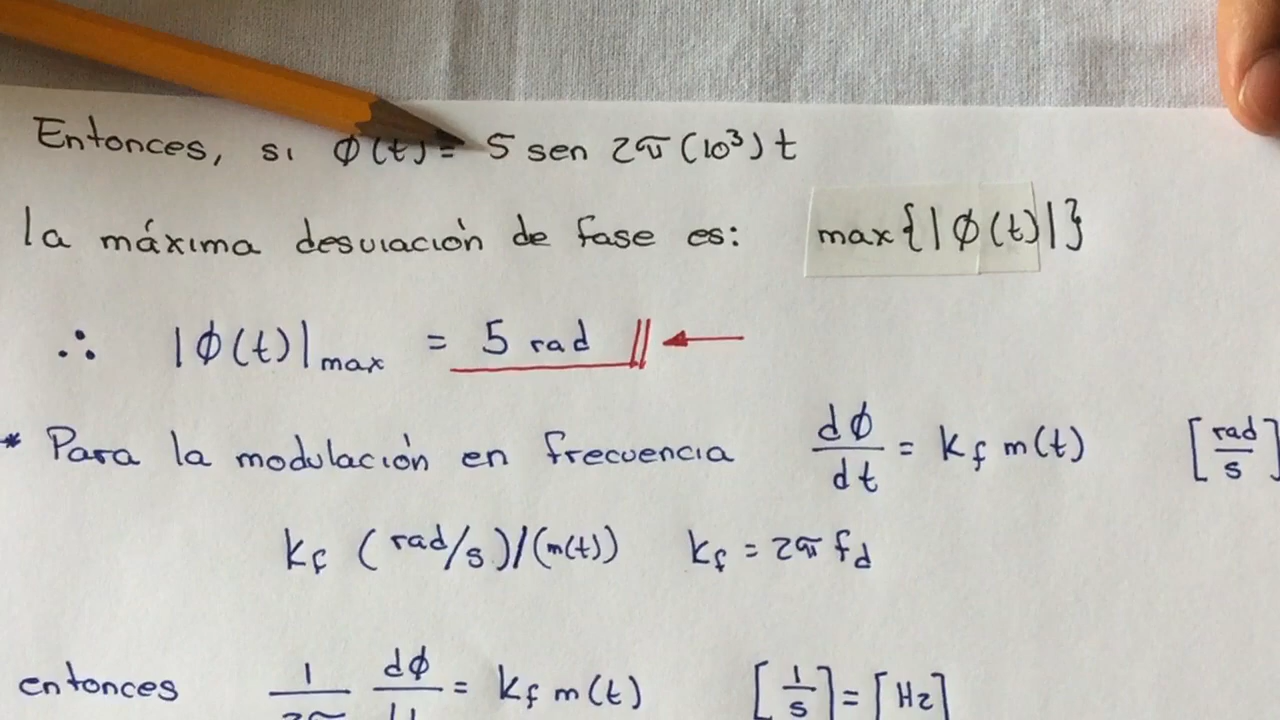 Entonces, si ϕ(t) = 5 sen 2π(10³)t
la máxima desviación de fase es: max{|ϕ(t)|}
∴ |ϕ(t)|max = 5 rad
* Para la modulación en frecuencia dϕ/dt = kf m(t) [rad/s]
kf (rad/s)/(m(t)) kf = 2π fd
entonces 1/2π dϕ/dt = kf m(t) [1/s] = [Hz]